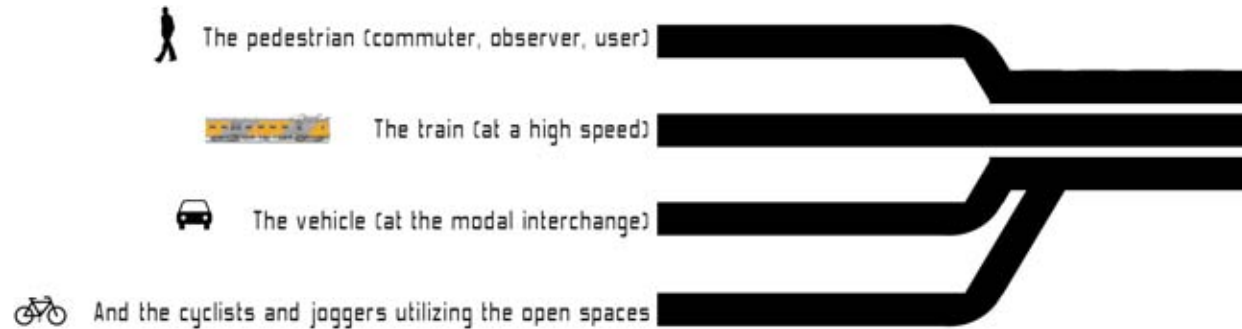 The pedestrian (commuter, observer, user)
The train (at a high speed)
The vehicle (at the modal interchange)
And the cyclists and joggers utilizing the open spaces